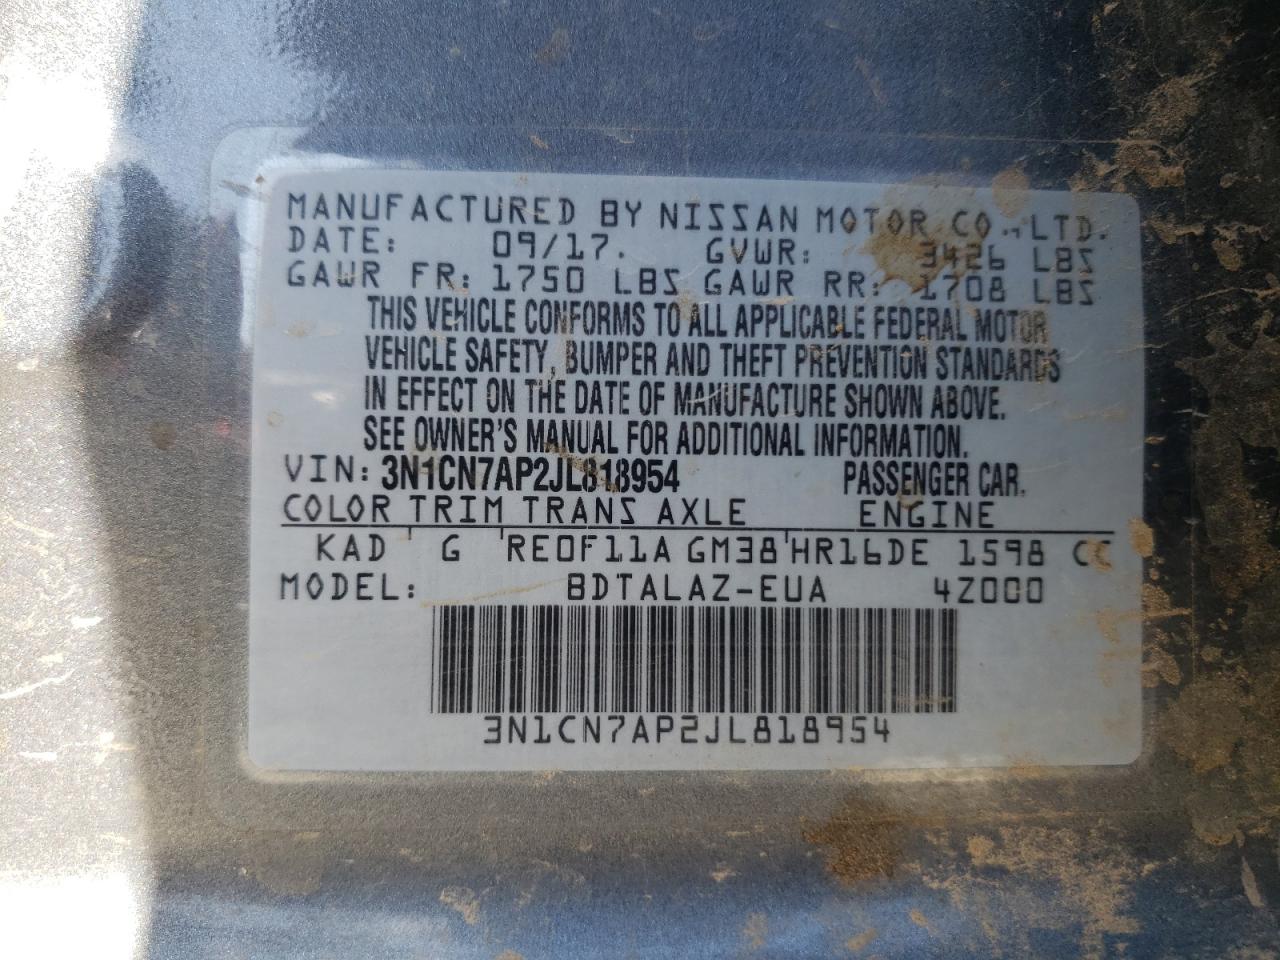 MANUFACTURED BY NISSAN MOTOR CO., LTD.
DATE: 09/17. GVWR: 3426 LBS
GAWR FR: 1750 LBS GAWR RR: 1708 LBS
THIS VEHICLE CONFORMS TO ALL APPLICABLE FEDERAL MOTOR
VEHICLE SAFETY, BUMPER AND THEFT PREVENTION STANDARDS
IN EFFECT ON THE DATE OF MANUFACTURE SHOWN ABOVE.
SEE OWNER'S MANUAL FOR ADDITIONAL INFORMATION.
VIN: 3N1CN7AP2JL818954 PASSENGER CAR.
COLOR TRIM TRANS AXLE ENGINE
KAD G RE0F11A GM38 HR16DE 1598 CC
MODEL: BDTALAZ-EUA 4Z000
3N1CN7AP2JL818954